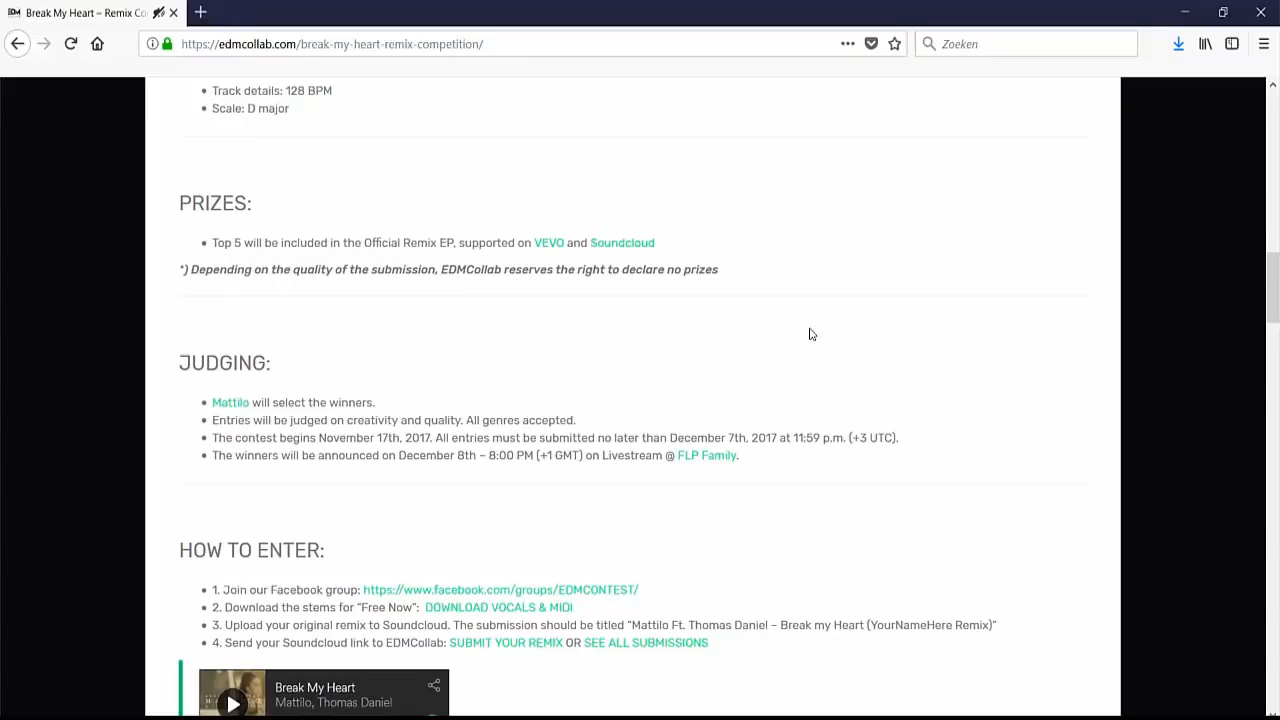 Break My Heart – Remix Co
https://edmcollab.com/break-my-heart-remix-competition/
Zoeken
Track details: 128 BPM
Scale: D major
PRIZES:
Top 5 will be included in the Official Remix EP, supported on VEVO and Soundcloud
*) Depending on the quality of the submission, EDMCollab reserves the right to declare no prizes
JUDGING:
Mattilo will select the winners.
Entries will be judged on creativity and quality. All genres accepted.
The contest begins November 17th, 2017. All entries must be submitted no later than December 7th, 2017 at 11:59 p.m. (+3 UTC).
The winners will be announced on December 8th – 8:00 PM (+1 GMT) on Livestream @ FLP Family.
HOW TO ENTER:
1. Join our Facebook group: https://www.facebook.com/groups/EDMCONTEST/
2. Download the stems for “Free Now”: DOWNLOAD VOCALS & MIDI
3. Upload your original remix to Soundcloud. The submission should be titled “Mattilo Ft. Thomas Daniel – Break my Heart (YourNameHere Remix)”
4. Send your Soundcloud link to EDMCollab: SUBMIT YOUR REMIX OR SEE ALL SUBMISSIONS
Break My Heart
Mattilo, Thomas Daniel